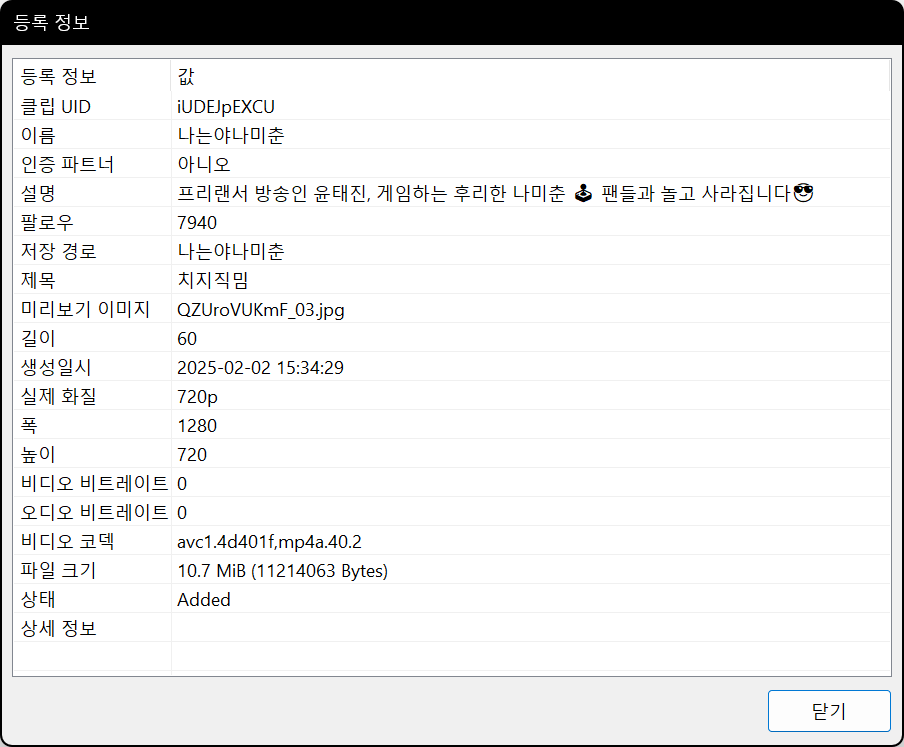 등록 정보
등록 정보 값
클립 UID iUDEJpEXCU
이름 나는야나미춘
인증 파트너 아니오
설명 프리랜서 방송인 윤태진, 게임하는 후리한 나미춘 🕹 팬들과 놀고 사라집니다😎
팔로우 7940
저장 경로 나는야나미춘
제목 치지직밈
미리보기 이미지 QZUroVUKmF_03.jpg
길이 60
생성일시 2025-02-02 15:34:29
실제 화질 720p
폭 1280
높이 720
비디오 비트레이트 0
오디오 비트레이트 0
비디오 코덱 avc1.4d401f,mp4a.40.2
파일 크기 10.7 MiB (11214063 Bytes)
상태 Added
상세 정보
닫기